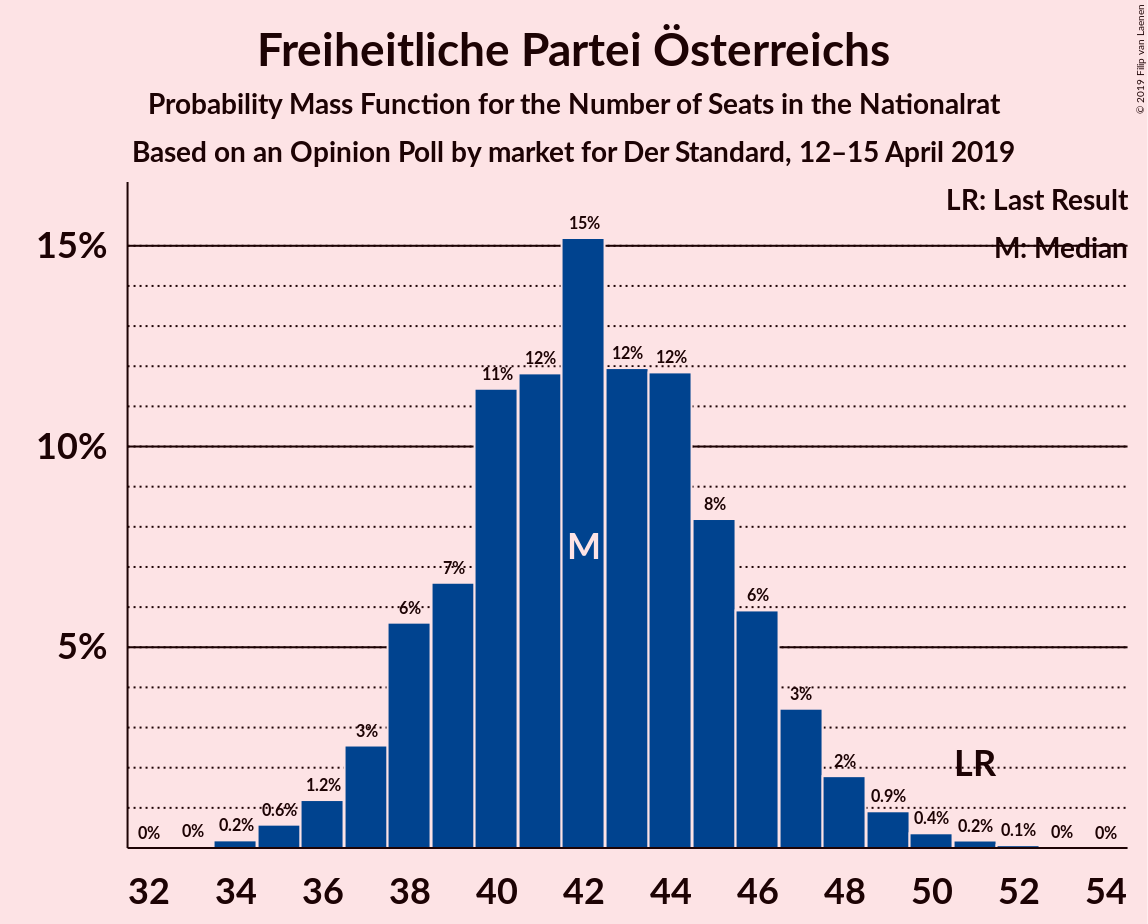 Freiheitliche Partei Österreichs
Probability Mass Function for the Number of Seats in the Nationalrat
Based on an Opinion Poll by market for Der Standard, 12–15 April 2019
© 2019 Filip van Laenen
LR: Last Result
M: Median
15%
10%
5%
0% 0% 0.2% 0.6% 1.2% 3% 6% 7% 11% 12% 15% 12% 12% 8% 6% 3% 2% 0.9% 0.4% 0.2% 0.1% 0% 0%
M
LR
32 34 36 38 40 42 44 46 48 50 52 54